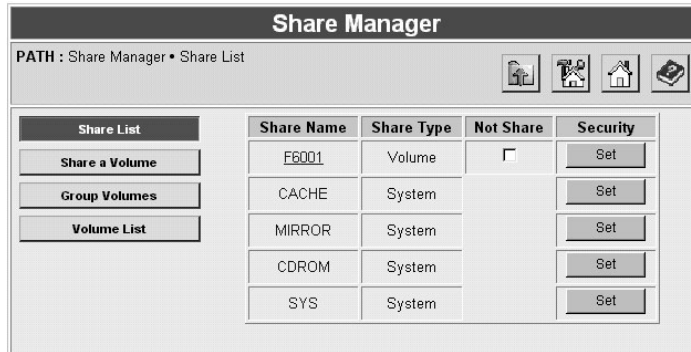 Share Manager
PATH : Share Manager • Share List
Share List
Share a Volume
Group Volumes
Volume List
Share Name Share Type Not Share Security
F6001 Volume Set
CACHE System Set
MIRROR System Set
CDROM System Set
SYS System Set